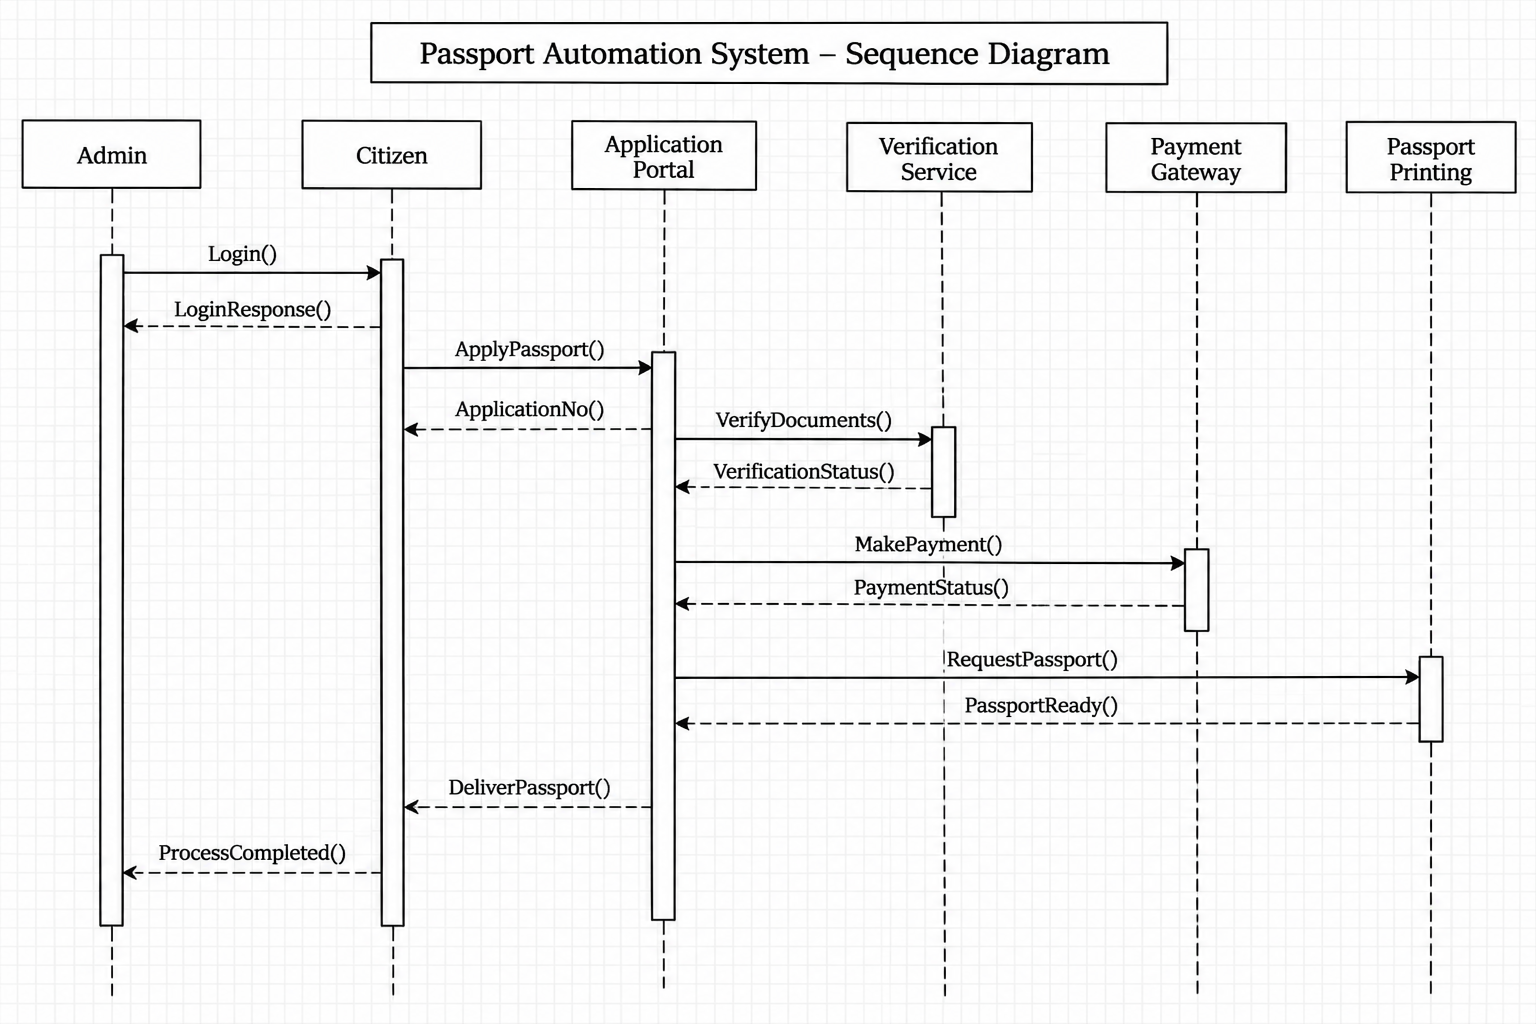 Passport Automation System – Sequence Diagram
Admin
Citizen
Application
Portal
Verification
Service
Payment
Gateway
Passport
Printing
Login()
LoginResponse()
ApplyPassport()
ApplicationNo()
VerifyDocuments()
VerificationStatus()
MakePayment()
PaymentStatus()
RequestPassport()
PassportReady()
DeliverPassport()
ProcessCompleted()